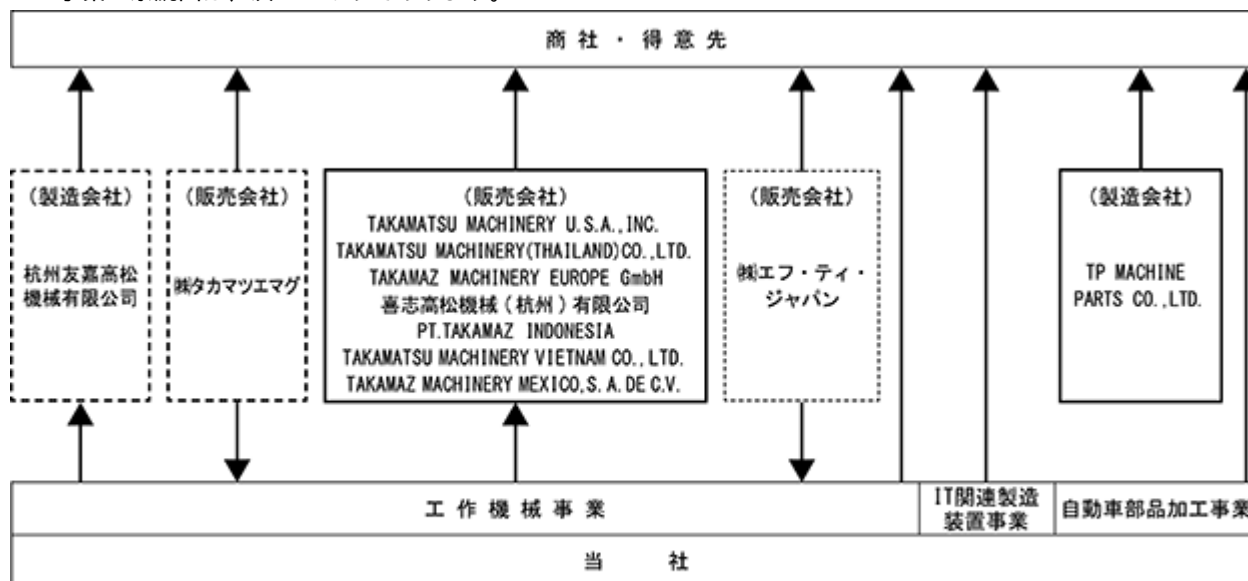 商社・得意先
（製造会社）
杭州友嘉高松
機械有限公司
（販売会社）
㈱タカマツエマグ
（販売会社）
TAKAMATSU MACHINERY U.S.A.,INC.
TAKAMATSU MACHINERY(THAILAND)CO.,LTD.
TAKAMAZ MACHINERY EUROPE GmbH
喜志高松機械（杭州）有限公司
PT.TAKAMAZ INDONESIA
TAKAMATSU MACHINERY VIETNAM CO.,LTD.
TAKAMAZ MACHINERY MEXICO,S.A.DE C.V.
（販売会社）
㈱エフ・ティ・
ジャパン
（製造会社）
TP MACHINE
PARTS CO.,LTD.
工作機械事業
IT関連製造
装置事業
自動車部品加工事業
当社